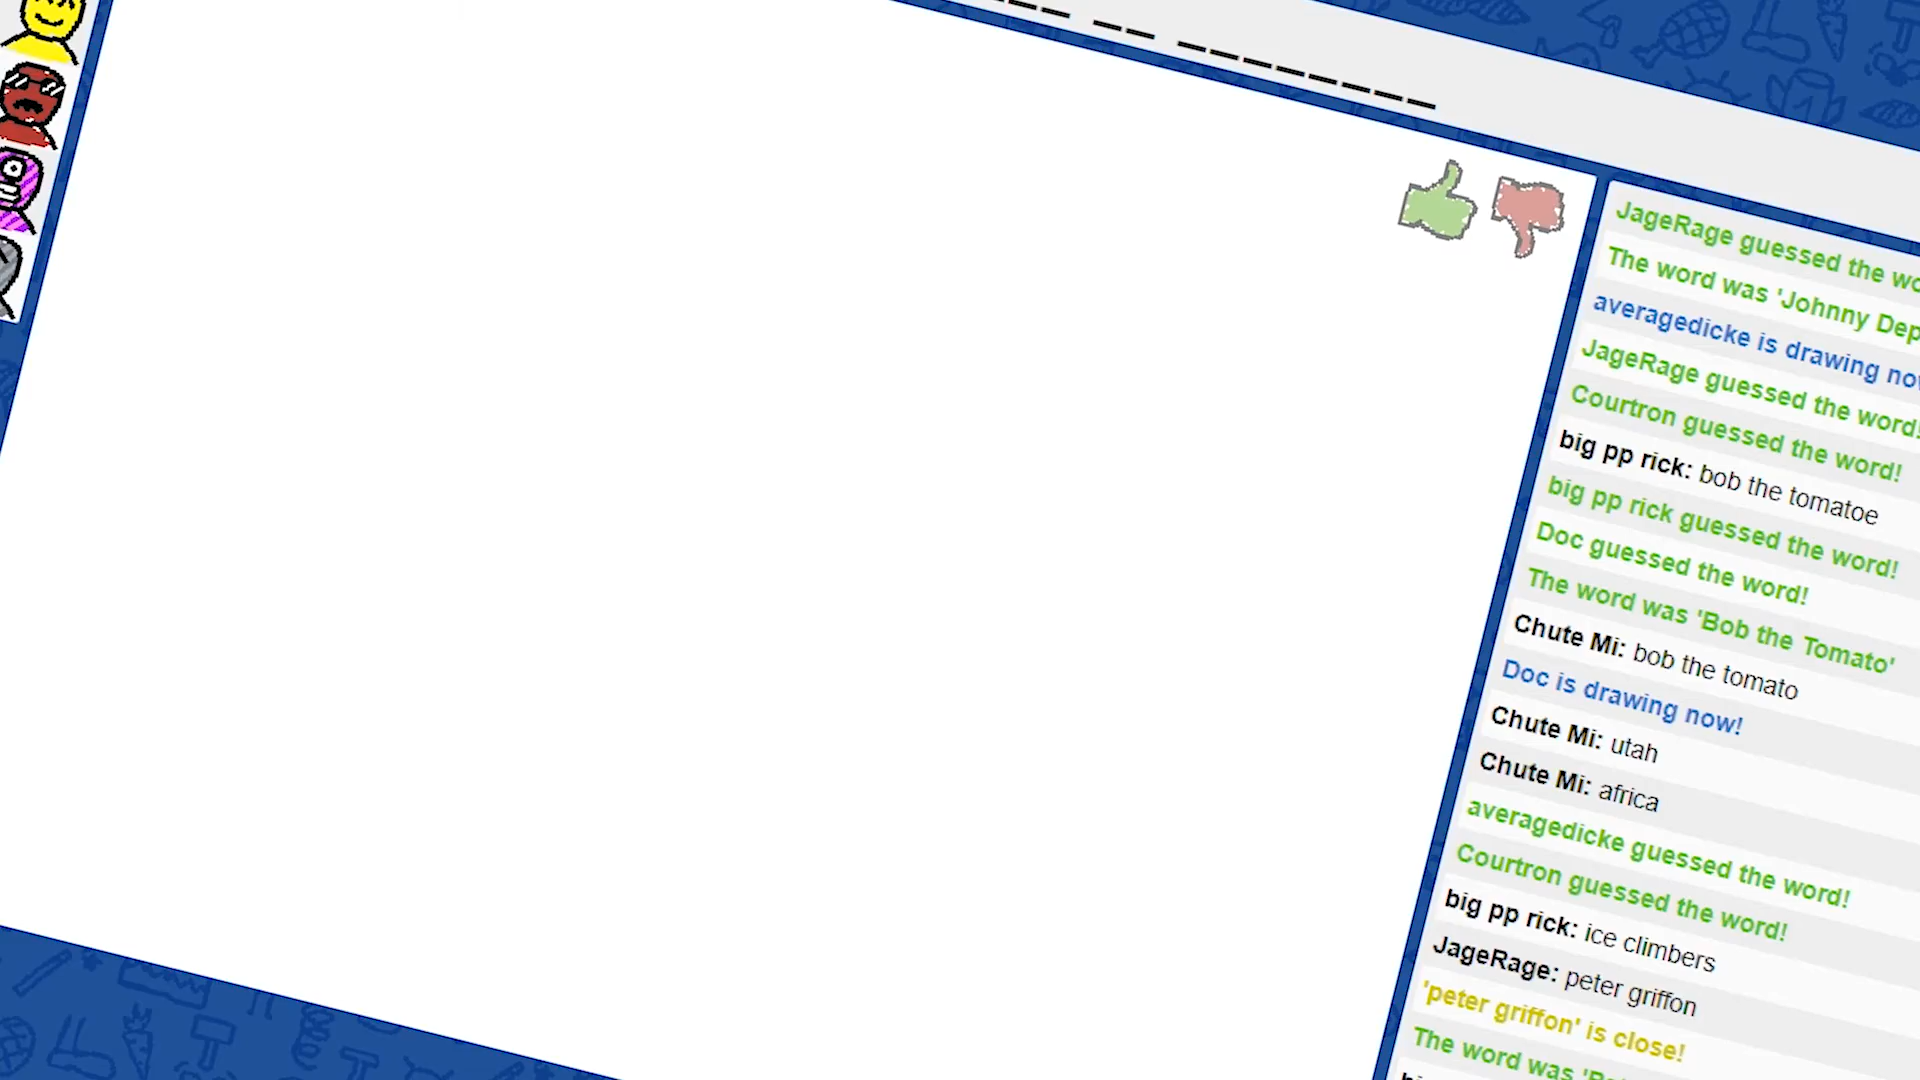 JageRage guessed the
The word was 'Johnny
averagedicke is drawing
JageRage guessed the word!
Courtron guessed the word!
big pp rick: bob the tomatoe
big pp rick guessed the word!
Doc guessed the word!
The word was 'Bob the Tomato'
Chute Mi: bob the tomato
Doc is drawing now!
Chute Mi: utah
Chute Mi: africa
averagedicke guessed the word!
Courtron guessed the word!
big pp rick: ice climbers
JageRage: peter griffon
'peter griffon' is close!
The word was